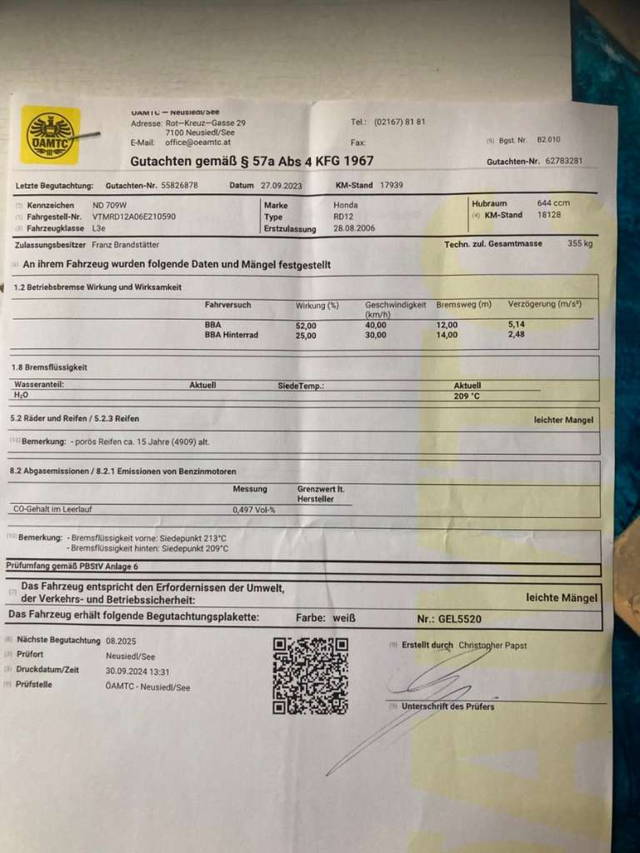 ÖAMTC
ÖAMTC – Neusiedl/See
Adresse: Rot–Kreuz–Gasse 29
7100 Neusiedl/See
E-Mail: office@oeamtc.at
Tel.: (02167) 81 81
Fax:
Bgst. Nr. B2.010
Gutachten gemäß § 57a Abs 4 KFG 1967
Gutachten-Nr. 62783281
Letzte Begutachtung: Gutachten-Nr. 55826878 Datum 27.09.2023 KM-Stand 17939
Kennzeichen ND 709W Marke Honda Hubraum 644 ccm
Fahrgestell-Nr. VTMRD12A06E210590 Type RD12 KM-Stand 18128
Fahrzeugklasse L3e Erstzulassung 28.08.2006
Zulassungsbesitzer Franz Brandstätter Techn. zul. Gesamtmasse 355 kg
An ihrem Fahrzeug wurden folgende Daten und Mängel festgestellt
1.2 Betriebsbremse Wirkung und Wirksamkeit
Fahrversuch Wirkung (%) Geschwindigkeit (km/h) Bremsweg (m) Verzögerung (m/s²)
BBA 52,00 40,00 12,00 5,14
BBA Hinterrad 25,00 30,00 14,00 2,48
1.8 Bremsflüssigkeit
Wasseranteil: Aktuell SiedeTemp.: Aktuell
H₂O 209 °C
5.2 Räder und Reifen / 5.2.3 Reifen leichter Mangel
Bemerkung: - porös Reifen ca. 15 Jahre (4909) alt.
8.2 Abgasemissionen / 8.2.1 Emissionen von Benzinmotoren
Messung Grenzwert lt. Hersteller
CO-Gehalt im Leerlauf 0,497 Vol-%
Bemerkung: - Bremsflüssigkeit vorne: Siedepunkt 213°C
- Bremsflüssigkeit hinten: Siedepunkt 209°C
Prüfumfang gemäß PBStV Anlage 6
Das Fahrzeug entspricht den Erfordernissen der Umwelt,
der Verkehrs- und Betriebssicherheit: leichte Mängel
Das Fahrzeug erhält folgende Begutachtungsplakette: Farbe: weiß Nr.: GEL5520
Nächste Begutachtung 08.2025
Prüfort Neusiedl/See
Druckdatum/Zeit 30.09.2024 13:31
Prüfstelle ÖAMTC - Neusiedl/See
Erstellt durch Christopher Papst
Unterschrift des Prüfers